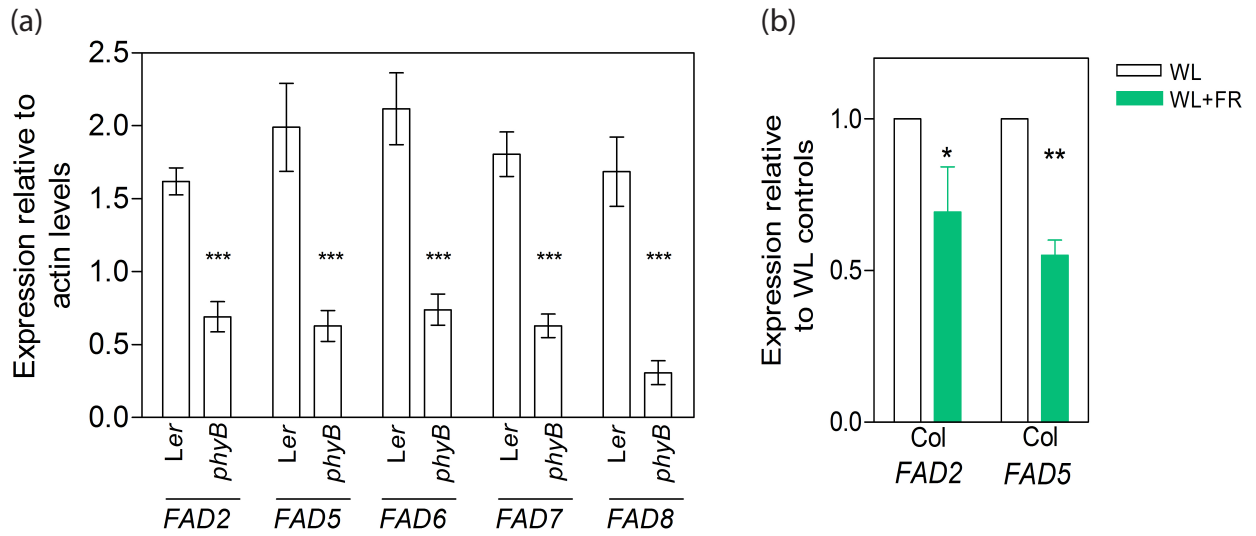 (a)
Expression relative to
actin levels
2.5
2.0
1.5
1.0
0.5
0.0
*** *** *** *** ***
Ler phyB Ler phyB Ler phyB Ler phyB Ler phyB
FAD2 FAD5 FAD6 FAD7 FAD8
(b)
Expression relative
to WL controls
1.0
0.5
0.0
* **
Col Col
FAD2 FAD5
WL
WL+FR